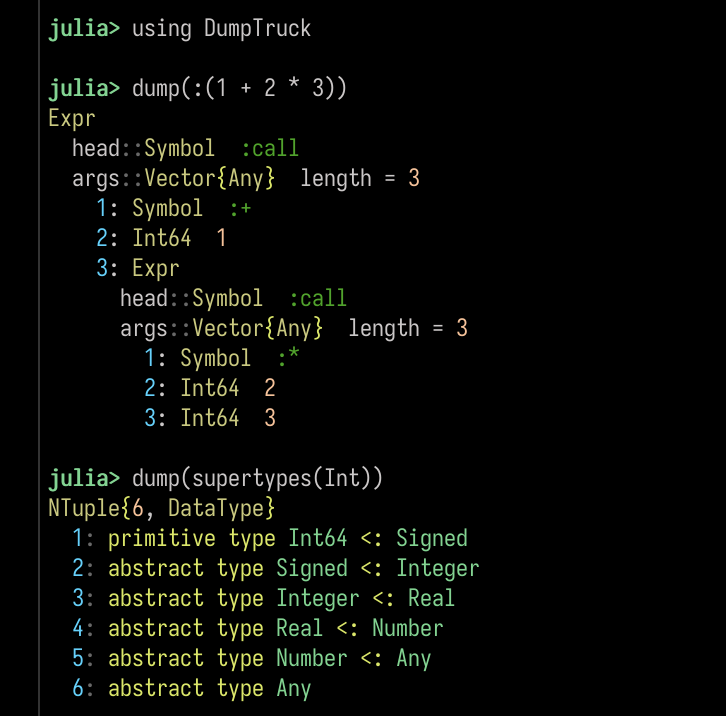 julia> using DumpTruck
julia> dump(:(1 + 2 * 3))
Expr
head::Symbol :call
args::Vector{Any} length = 3
1: Symbol :+
2: Int64 1
3: Expr
head::Symbol :call
args::Vector{Any} length = 3
1: Symbol :*
2: Int64 2
3: Int64 3
julia> dump(supertypes(Int))
NTuple{6, DataType}
1: primitive type Int64 <: Signed
2: abstract type Signed <: Integer
3: abstract type Integer <: Real
4: abstract type Real <: Number
5: abstract type Number <: Any
6: abstract type Any